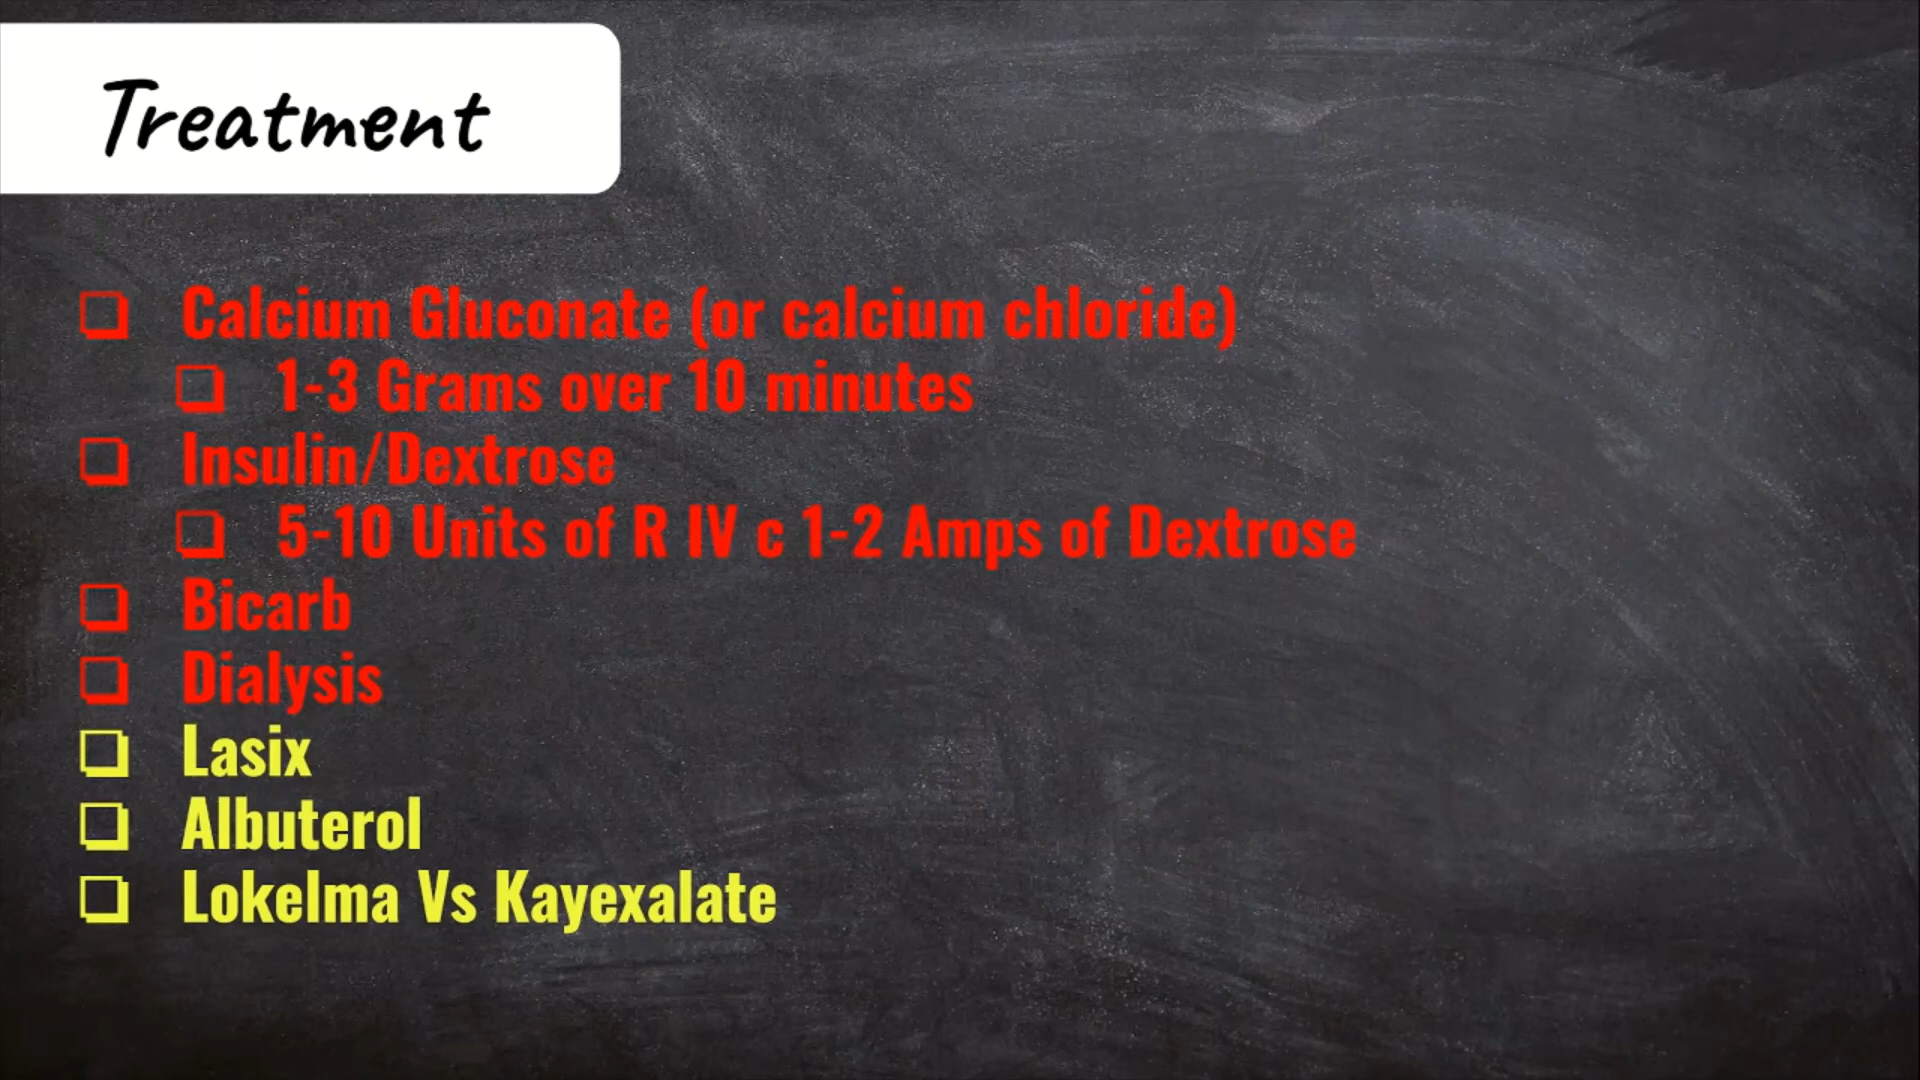 Treatment
Calcium Gluconate (or calcium chloride)
1-3 Grams over 10 minutes
Insulin/Dextrose
5-10 Units of R IV c 1-2 Amps of Dextrose
Bicarb
Dialysis
Lasix
Albuterol
Lokelma Vs Kayexalate